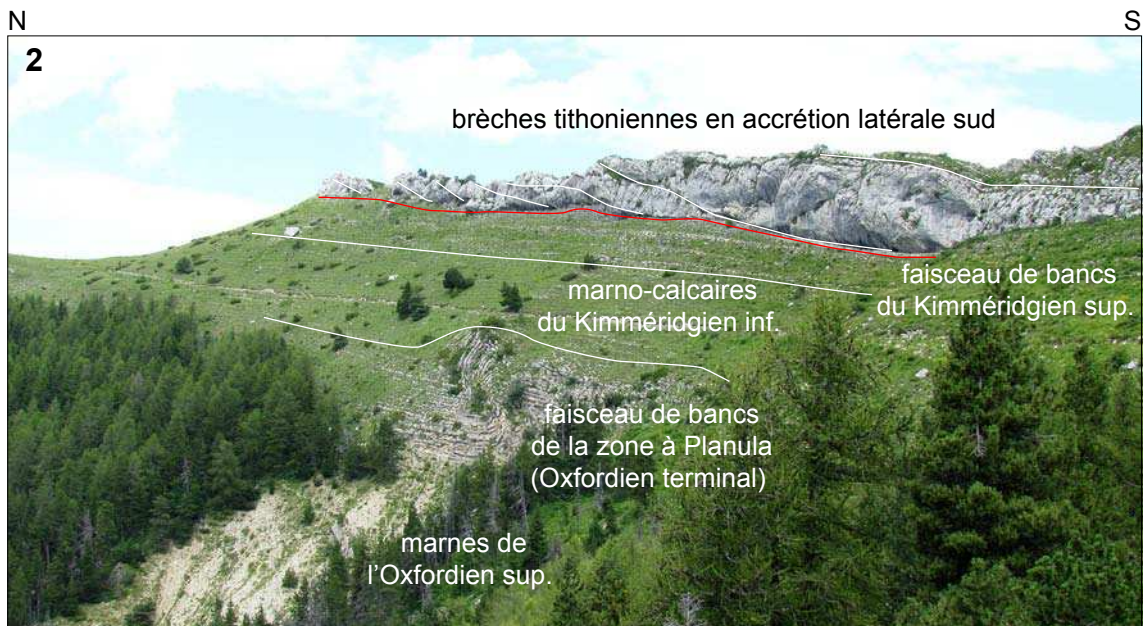 N
S
2
brèches tithoniennes en accrétion latérale sud
faisceau de bancs
du Kimméridgien sup.
marno-calcaires
du Kimméridgien inf.
faisceau de bancs
de la zone à Planula
(Oxfordien terminal)
marnes de
l'Oxfordien sup.